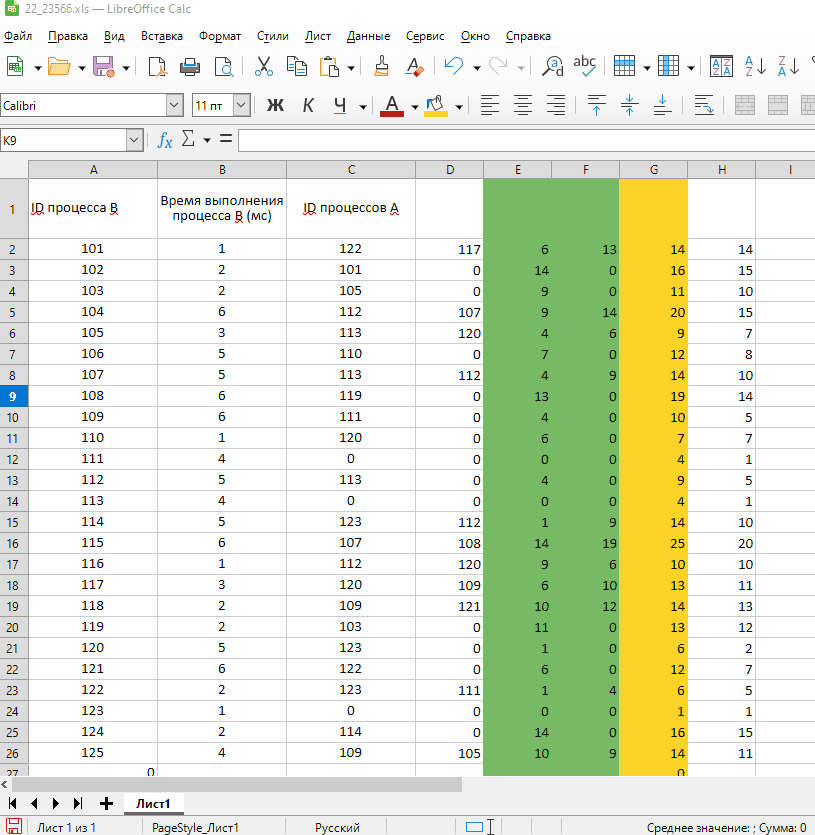 22_23566.xls — LibreOffice Calc
Файл Правка Вид Вставка Формат Стили Лист Данные Сервис Окно Справка
Calibri 11 пт Ж К Ч А
K9 fx Σ =
A B C D E F G H I
1 ID процесса B Время выполнения процесса B (мс) ID процессов A
2 101 1 122 117 6 13 14 14
3 102 2 101 0 14 0 16 15
4 103 2 105 0 9 0 11 10
5 104 6 112 107 9 14 20 15
6 105 3 113 120 4 6 9 7
7 106 5 110 0 7 0 12 8
8 107 5 113 112 4 9 14 10
9 108 6 119 0 13 0 19 14
10 109 6 111 0 4 0 10 5
11 110 1 120 0 6 0 7 7
12 111 4 0 0 0 0 4 1
13 112 5 113 0 4 0 9 5
14 113 4 0 0 0 0 4 1
15 114 5 123 112 1 9 14 10
16 115 6 107 108 14 19 25 20
17 116 1 112 120 9 6 10 10
18 117 3 120 109 6 10 13 11
19 118 2 109 121 10 12 14 13
20 119 2 103 0 11 0 13 12
21 120 5 123 0 1 0 6 2
22 121 6 122 0 6 0 12 7
23 122 2 123 111 1 4 6 5
24 123 1 0 0 0 0 1 1
25 124 2 114 0 14 0 16 15
26 125 4 109 105 10 9 14 11
27 0 0
Лист1
Лист 1 из 1 PageStyle_Лист1 Русский Среднее значение: ; Сумма: 0